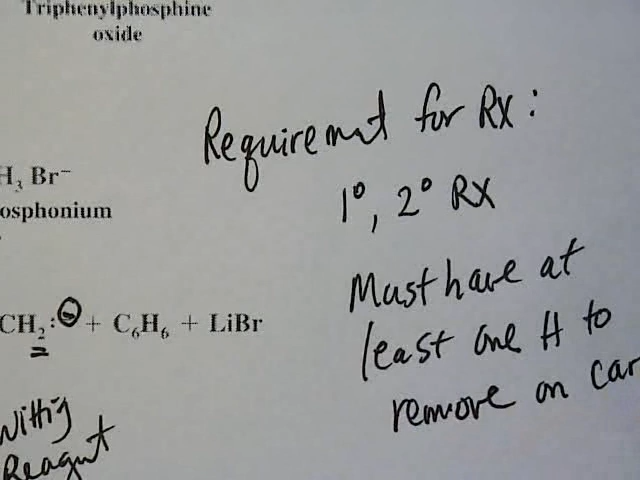 Triphenylphosphine
oxide
Requirement for RX:
H₃ Br⁻
osphonium
1°, 2° RX
CH₂:⊖ + C₆H₆ + LiBr
Must have at
least one H to
remove on car
Wittig
Reagent